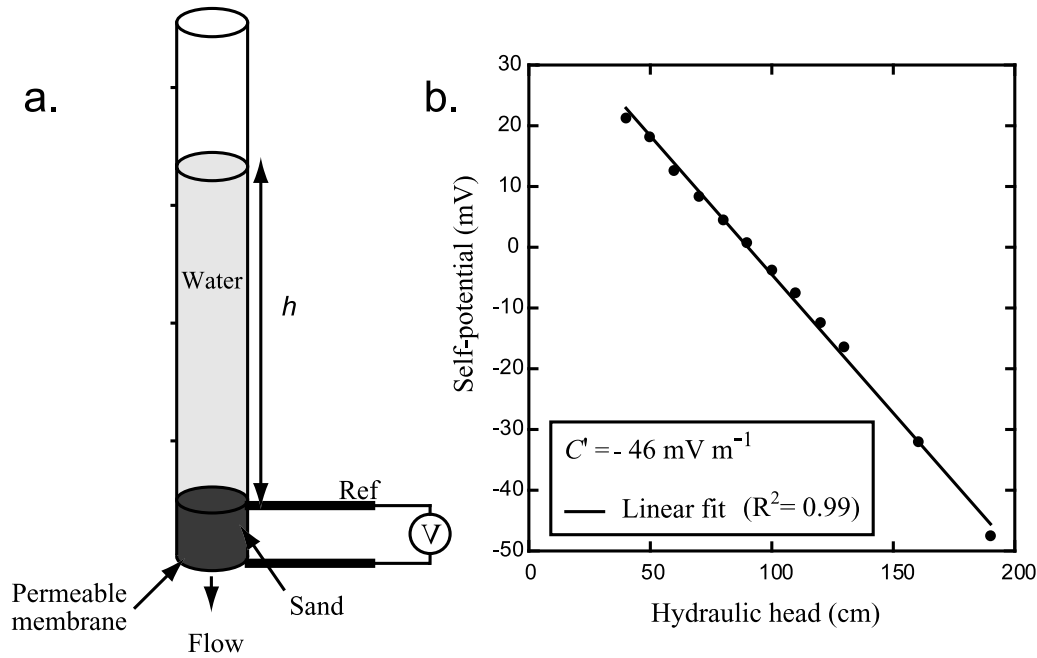 a.
Water
h
Ref
V
Permeable
membrane
Sand
Flow
b.
Self-potential (mV)
30
20
10
0
-10
-20
-30
-40
-50
C' = - 46 mV m⁻¹
Linear fit (R²= 0.99)
0
50
100
150
200
Hydraulic head (cm)